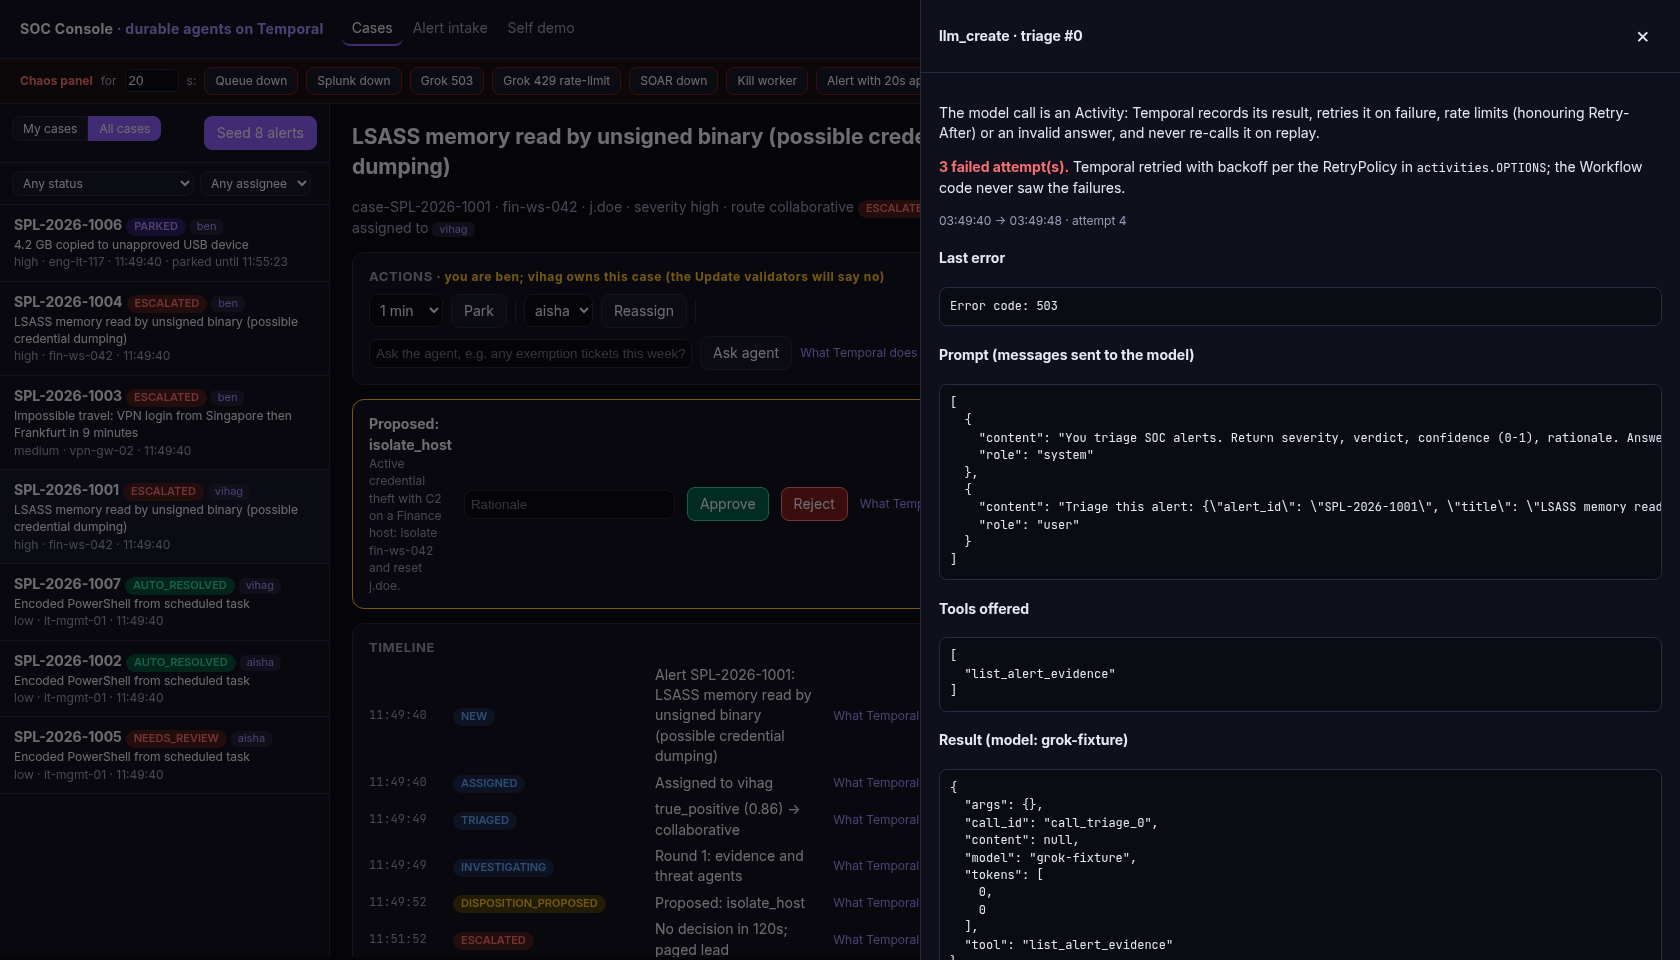 SOC Console · durable agents on Temporal
Cases
Alert intake
Self demo
Chaos panel for 20 s:
Queue down
Splunk down
Grok 503
Grok 429 rate-limit
SOAR down
Kill worker
Alert with 20s ap
My cases
All cases
Seed 8 alerts
Any status
Any assignee
SPL-2026-1006 PARKED ben
4.2 GB copied to unapproved USB device
high · eng-lt-117 · 11:49:40 · parked until 11:55:23
SPL-2026-1004 ESCALATED ben
LSASS memory read by unsigned binary (possible
credential dumping)
high · fin-ws-042 · 11:49:40
SPL-2026-1003 ESCALATED ben
Impossible travel: VPN login from Singapore then
Frankfurt in 9 minutes
medium · vpn-gw-02 · 11:49:40
SPL-2026-1001 ESCALATED vihag
LSASS memory read by unsigned binary (possible
credential dumping)
high · fin-ws-042 · 11:49:40
SPL-2026-1007 AUTO_RESOLVED vihag
Encoded PowerShell from scheduled task
low · it-mgmt-01 · 11:49:40
SPL-2026-1002 AUTO_RESOLVED aisha
Encoded PowerShell from scheduled task
low · it-mgmt-01 · 11:49:40
SPL-2026-1005 NEEDS_REVIEW aisha
Encoded PowerShell from scheduled task
low · it-mgmt-01 · 11:49:40
LSASS memory read by unsigned binary (possible crede
dumping)
case-SPL-2026-1001 · fin-ws-042 · j.doe · severity high · route collaborative ESCALATE
assigned to vihag
ACTIONS · you are ben; vihag owns this case (the Update validators will say no)
1 min
Park
aisha
Reassign
Ask the agent, e.g. any exemption tickets this week?
Ask agent
What Temporal does
Proposed:
isolate_host
Active
credential
theft with C2
on a Finance
host: isolate
fin-ws-042
and reset
j.doe.
Rationale
Approve
Reject
What Temp
TIMELINE
11:49:40 NEW
Alert SPL-2026-1001:
LSASS memory read by
unsigned binary
(possible credential
dumping)
What Temporal
11:49:40 ASSIGNED Assigned to vihag What Temporal
11:49:49 TRIAGED
true_positive (0.86) →
collaborative
What Temporal
11:49:49 INVESTIGATING
Round 1: evidence and
threat agents
What Temporal
11:49:52 DISPOSITION_PROPOSED Proposed: isolate_host What Temporal
11:51:52 ESCALATED
No decision in 120s;
paged lead
What Temporal
llm_create · triage #0
✕
The model call is an Activity: Temporal records its result, retries it on failure, rate limits (honouring Retry-
After) or an invalid answer, and never re-calls it on replay.
3 failed attempt(s). Temporal retried with backoff per the RetryPolicy in activities.OPTIONS; the Workflow
code never saw the failures.
03:49:40 → 03:49:48 · attempt 4
Last error
Error code: 503
Prompt (messages sent to the model)
[
{
"content": "You triage SOC alerts. Return severity, verdict, confidence (0-1), rationale. Answe
"role": "system"
},
{
"content": "Triage this alert: {\"alert_id\": \"SPL-2026-1001\", \"title\": \"LSASS memory read
"role": "user"
}
]
Tools offered
[
"list_alert_evidence"
]
Result (model: grok-fixture)
{
"args": {},
"call_id": "call_triage_0",
"content": null,
"model": "grok-fixture",
"tokens": [
0,
0
],
"tool": "list_alert_evidence"
}